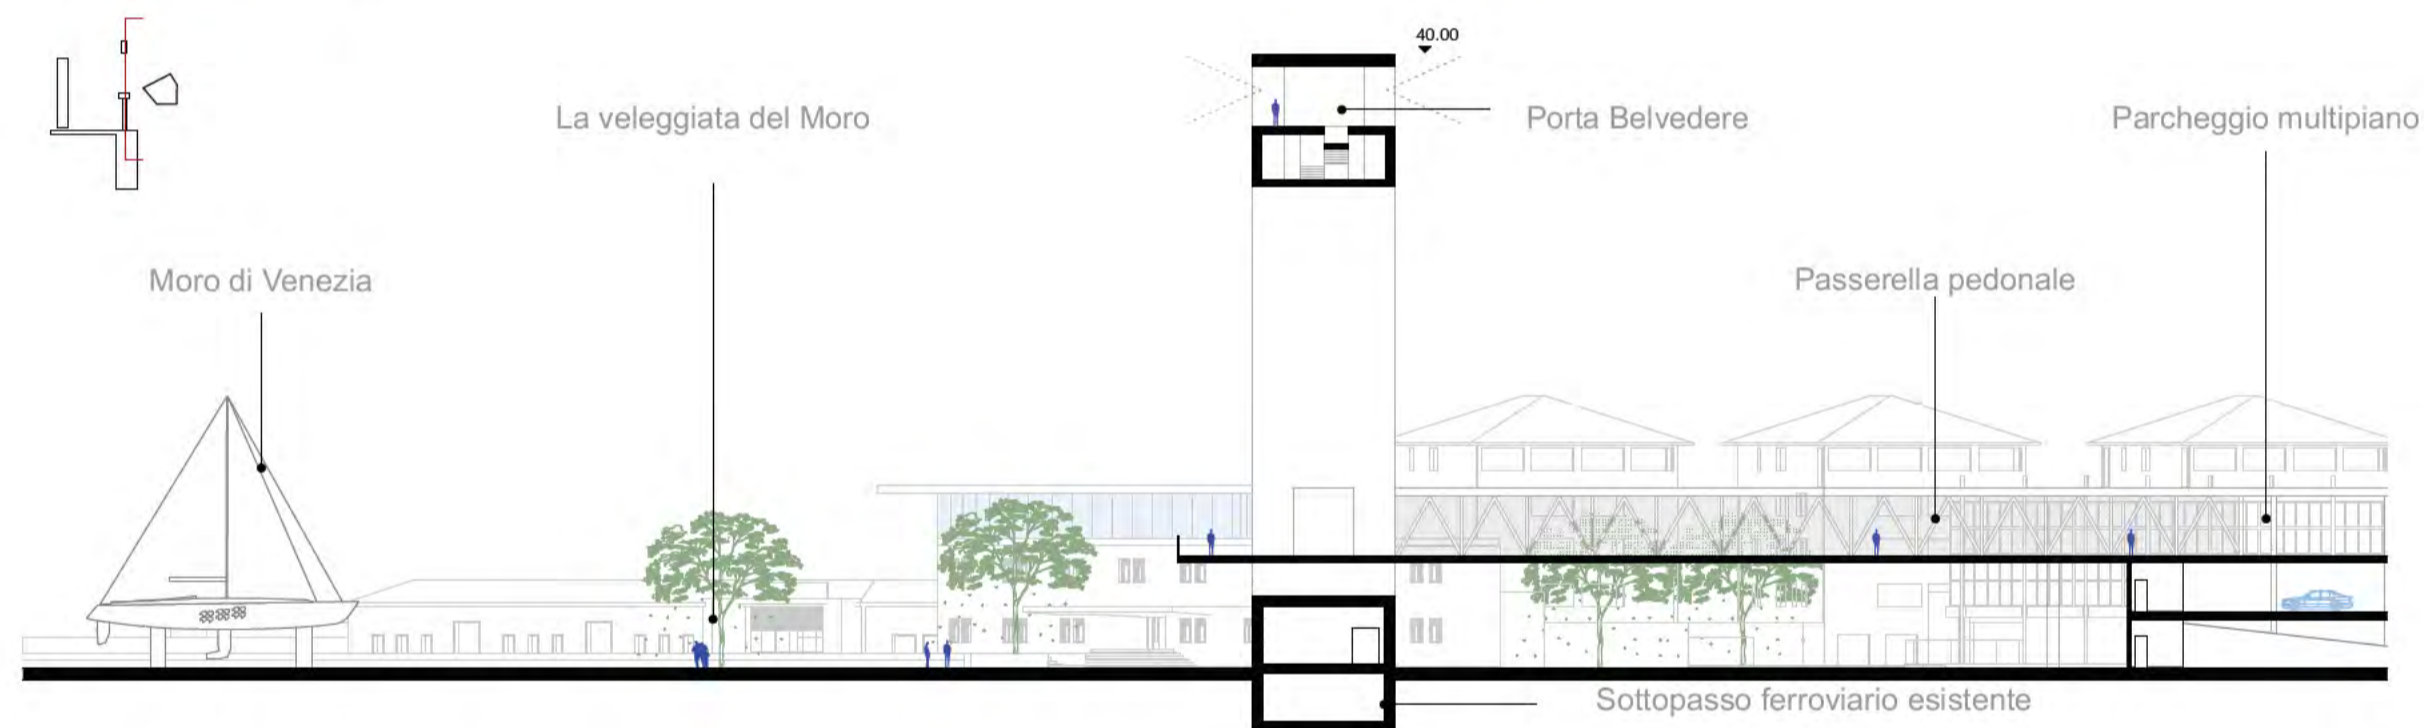 40.00
La veleggiata del Moro
Porta Belvedere
Parcheggio multipiano
Moro di Venezia
Passerella pedonale
Sottopasso ferroviario esistente